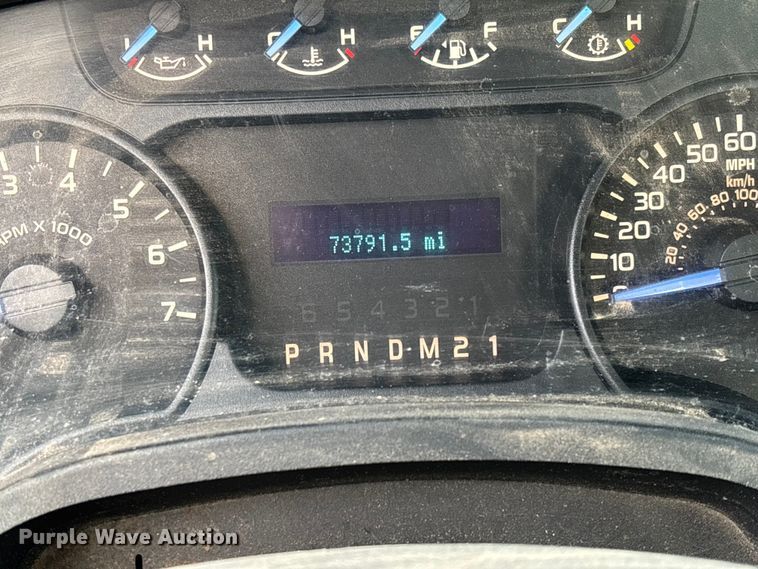 L H
C H
E F
C H
3 4 5 6 7
RPM X 1000
0 10 20 30 40 50 60
MPH
km/h
20 40 60 80 100
73791.5 mi
6 5 4 3 2 1
P R N D M 2 1
Purple Wave Auction